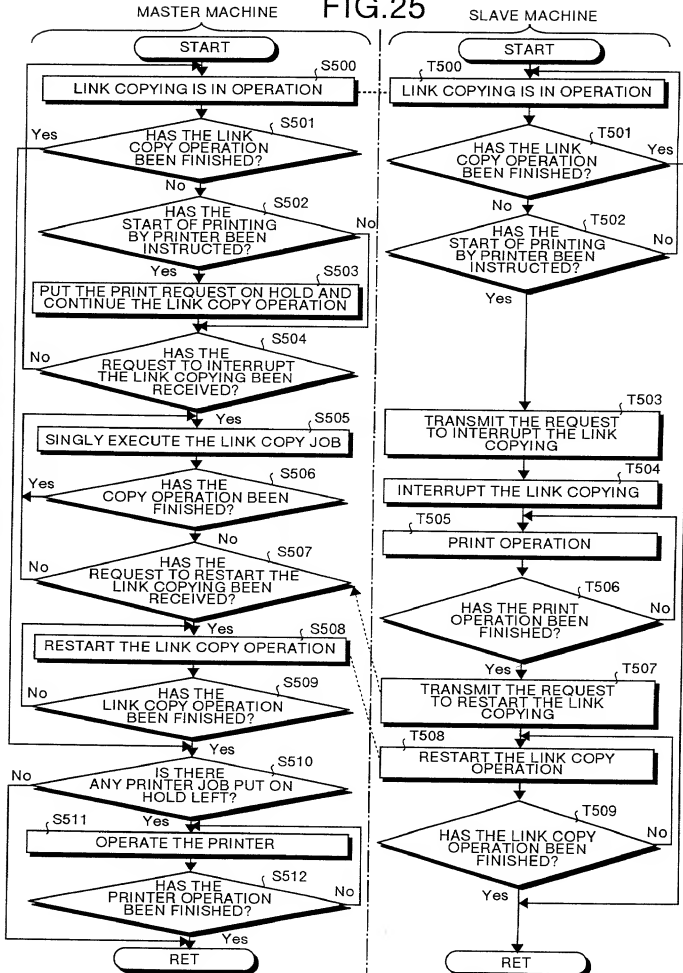 FIG.25
MASTER MACHINE
START
S500
LINK COPYING IS IN OPERATION
S501
HAS THE LINK
COPY OPERATION
BEEN FINISHED?
Yes
No
S502
HAS THE
START OF PRINTING
BY PRINTER BEEN
INSTRUCTED?
No
Yes
S503
PUT THE PRINT REQUEST ON HOLD AND
CONTINUE THE LINK COPY OPERATION
S504
HAS THE
REQUEST TO INTERRUPT
THE LINK COPYING BEEN
RECEIVED?
No
Yes
S505
SINGLY EXECUTE THE LINK COPY JOB
S506
HAS THE
COPY OPERATION BEEN
FINISHED?
Yes
No
S507
HAS THE
REQUEST TO RESTART THE
LINK COPYING BEEN
RECEIVED?
No
Yes
S508
RESTART THE LINK COPY OPERATION
S509
HAS THE
LINK COPY OPERATION
BEEN FINISHED?
No
Yes
S510
IS THERE
ANY PRINTER JOB PUT ON
HOLD LEFT?
No
Yes
S511
OPERATE THE PRINTER
S512
HAS THE
PRINTER OPERATION
BEEN FINISHED?
No
Yes
RET
SLAVE MACHINE
START
T500
LINK COPYING IS IN OPERATION
T501
HAS THE LINK
COPY OPERATION
BEEN FINISHED?
Yes
No
T502
HAS THE
START OF PRINTING
BY PRINTER BEEN
INSTRUCTED?
No
Yes
T503
TRANSMIT THE REQUEST
TO INTERRUPT THE LINK
COPYING
T504
INTERRUPT THE LINK COPYING
T505
PRINT OPERATION
T506
HAS THE PRINT
OPERATION BEEN
FINISHED?
No
Yes
T507
TRANSMIT THE REQUEST
TO RESTART THE LINK
COPYING
T508
RESTART THE LINK COPY
OPERATION
T509
HAS THE LINK COPY
OPERATION BEEN
FINISHED?
No
Yes
RET